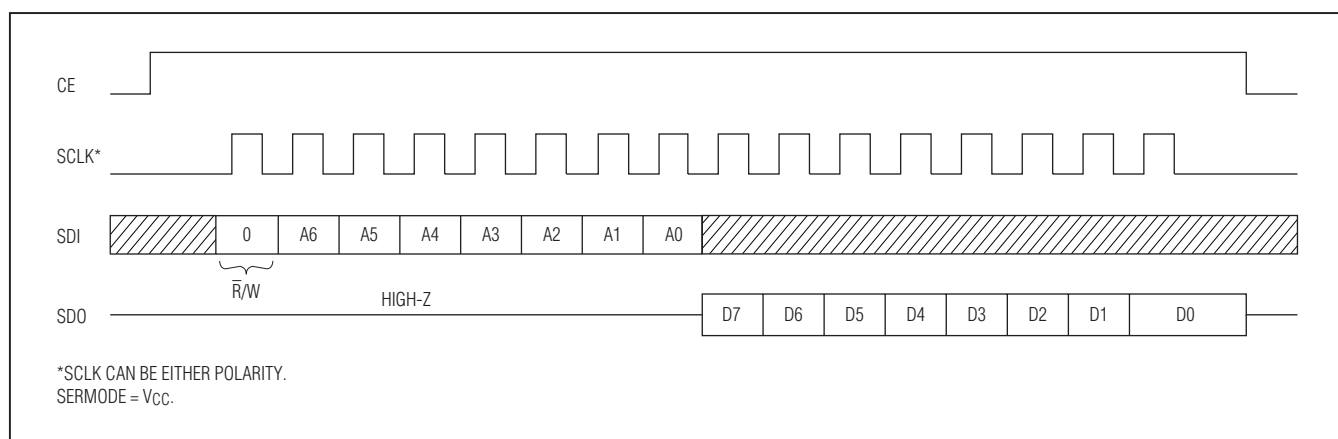 CE
SCLK*
SDI 0 A6 A5 A4 A3 A2 A1 A0
R̅/W
HIGH-Z
SDO D7 D6 D5 D4 D3 D2 D1 D0
*SCLK CAN BE EITHER POLARITY.
SERMODE = VCC.